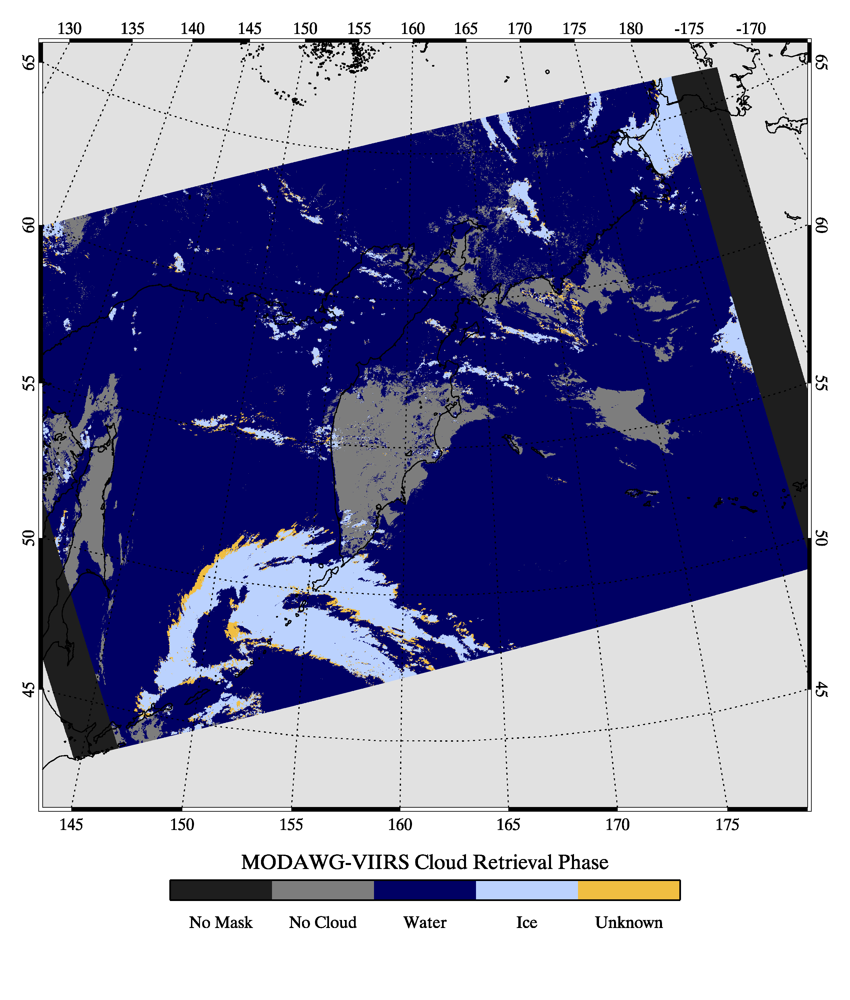 130 135 140 145 150 155 160 165 170 175 180 -175 -170
65 65
60 60
55 55
50 50
45 45
145 150 155 160 165 170 175
MODAWG-VIIRS Cloud Retrieval Phase
No Mask No Cloud Water Ice Unknown